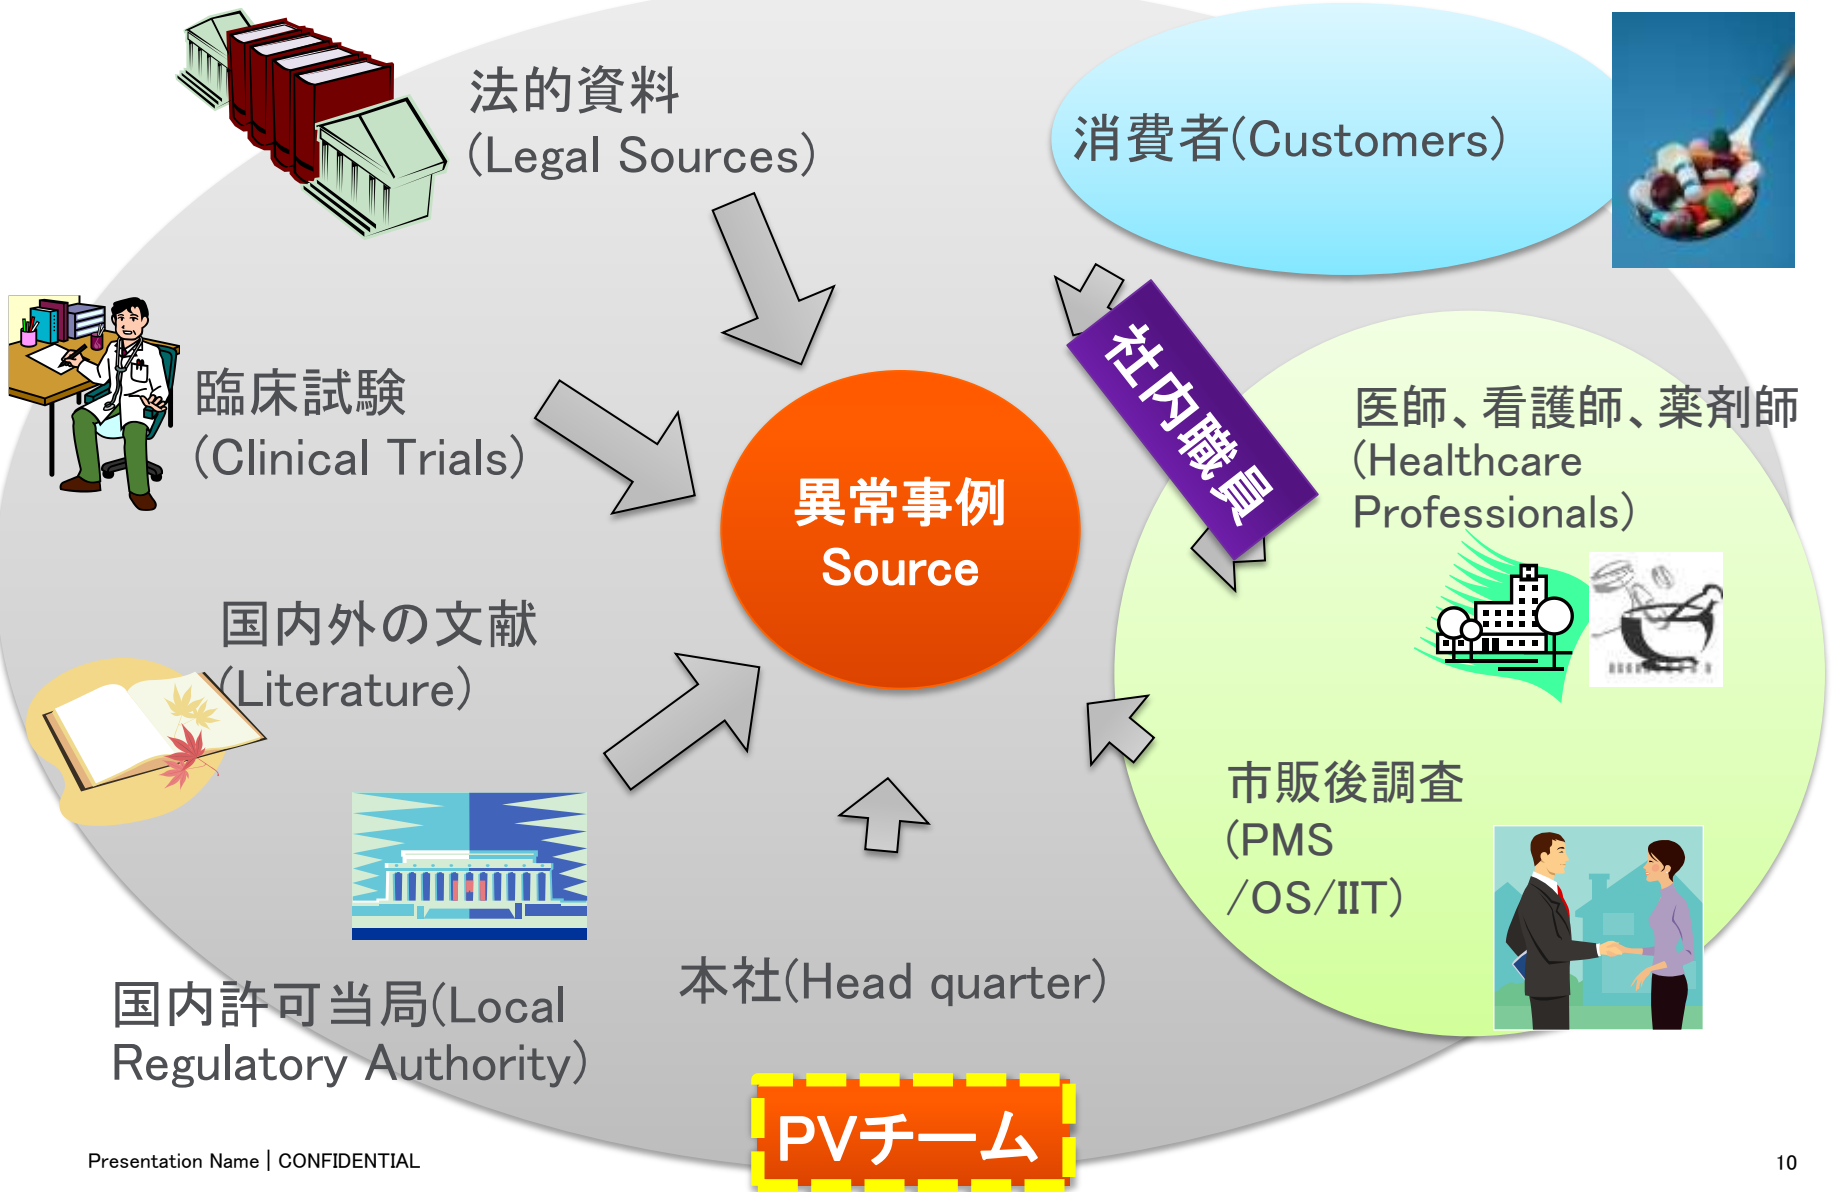 法的資料
(Legal Sources)
消費者(Customers)
社内職員
臨床試験
(Clinical Trials)
医師、看護師、薬剤師
(Healthcare
Professionals)
異常事例
Source
国内外の文献
(Literature)
市販後調査
(PMS
/OS/IIT)
本社(Head quarter)
国内許可当局(Local
Regulatory Authority)
PVチーム
Presentation Name | CONFIDENTIAL
10